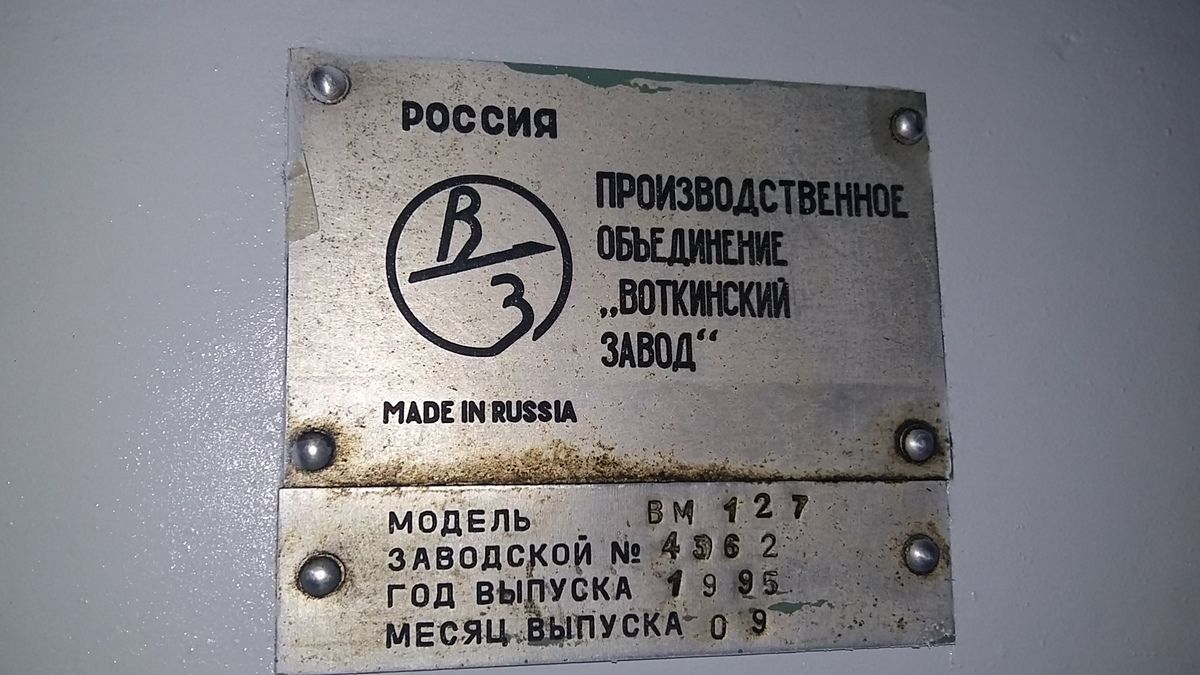 РОССИЯ
В
З
ПРОИЗВОДСТВЕННОЕ
ОБЪЕДИНЕНИЕ
„ВОТКИНСКИЙ
ЗАВОД“
MADE IN RUSSIA
МОДЕЛЬ ВМ 127
ЗАВОДСКОЙ № 4362
ГОД ВЫПУСКА 1995
МЕСЯЦ ВЫПУСКА 09